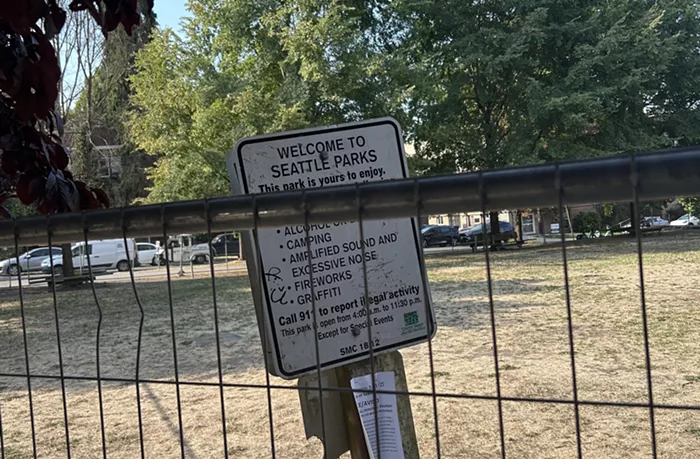 WELCOME TO
SEATTLE PARKS
This park is yours to enjoy.
• ALCOHOL OR
• CAMPING
• AMPLIFIED SOUND AND
EXCESSIVE NOISE
• FIREWORKS
• GRAFFITI
Call 911 to report illegal activity
This park is open from 4:00 a.m. to 11:30 p.m.
Except for Special Events
SMC 18.12